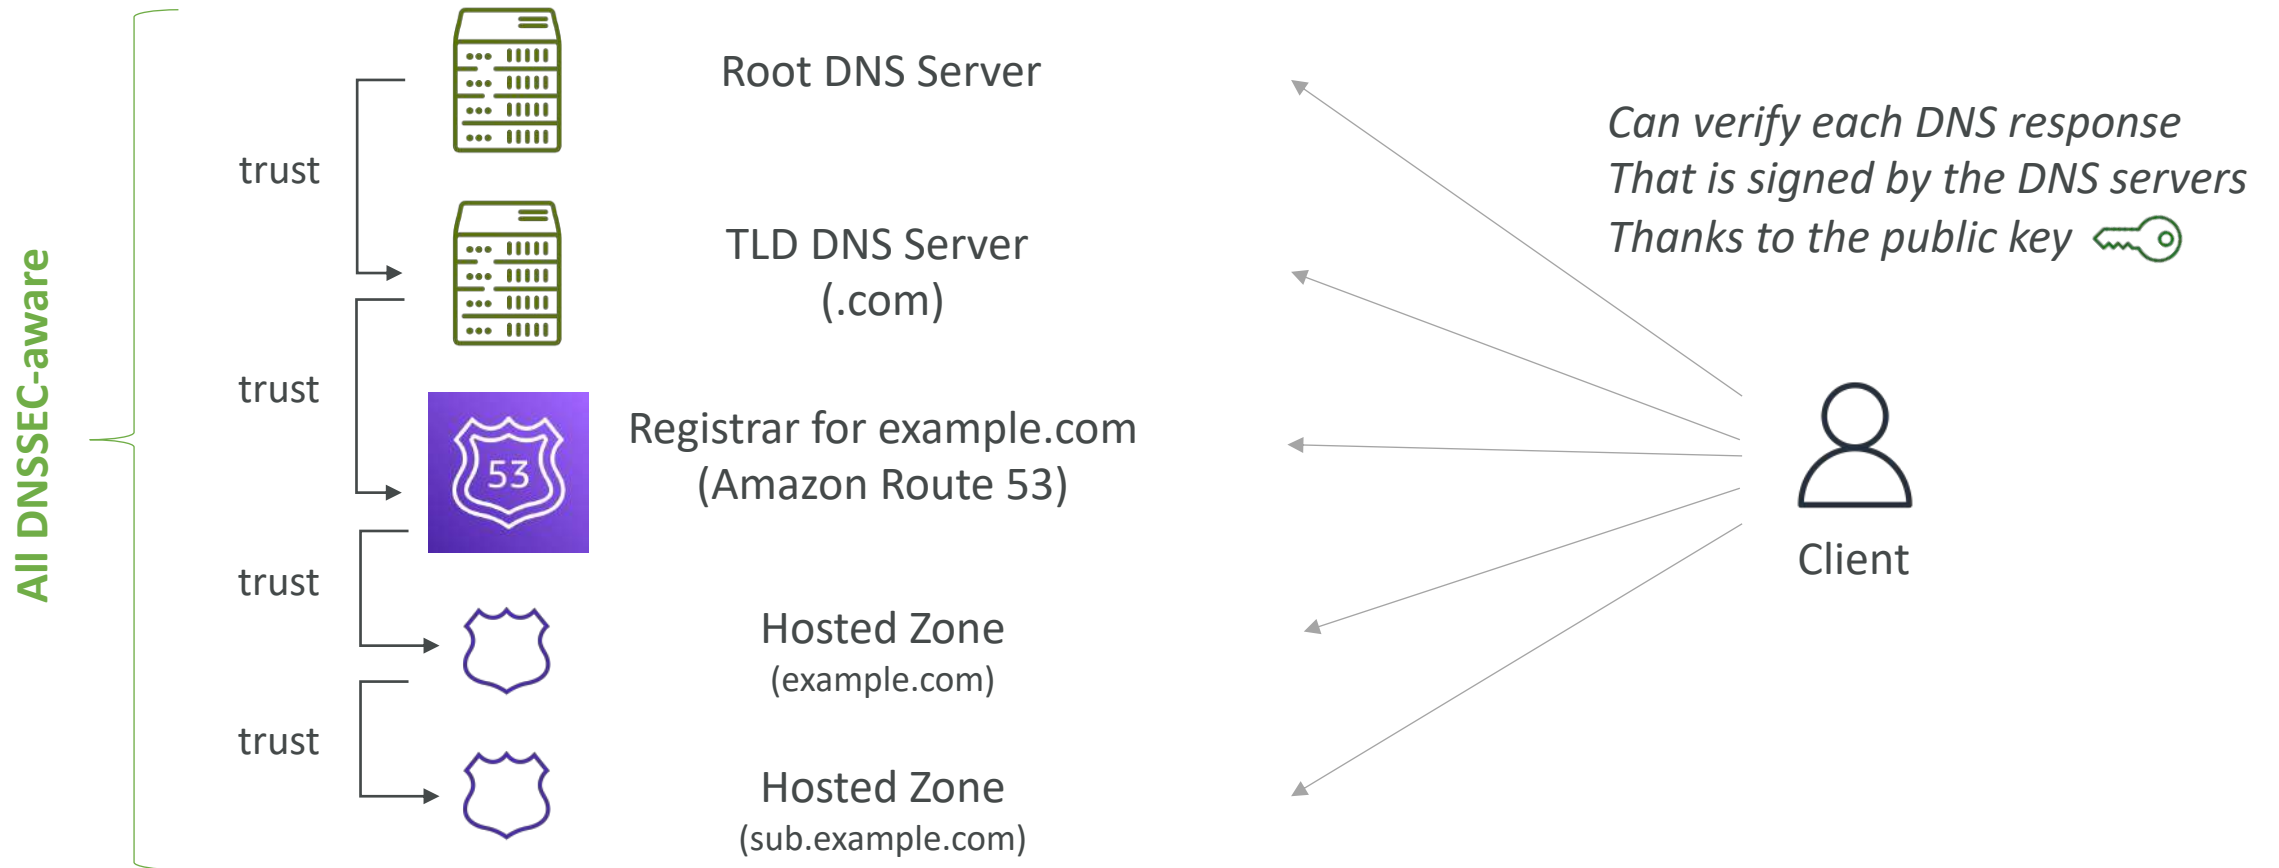 All DNSSEC-aware
trust
trust
trust
trust
Root DNS Server
TLD DNS Server
(.com)
53
Registrar for example.com
(Amazon Route 53)
Hosted Zone
(example.com)
Hosted Zone
(sub.example.com)
Can verify each DNS response
That is signed by the DNS servers
Thanks to the public key
Client